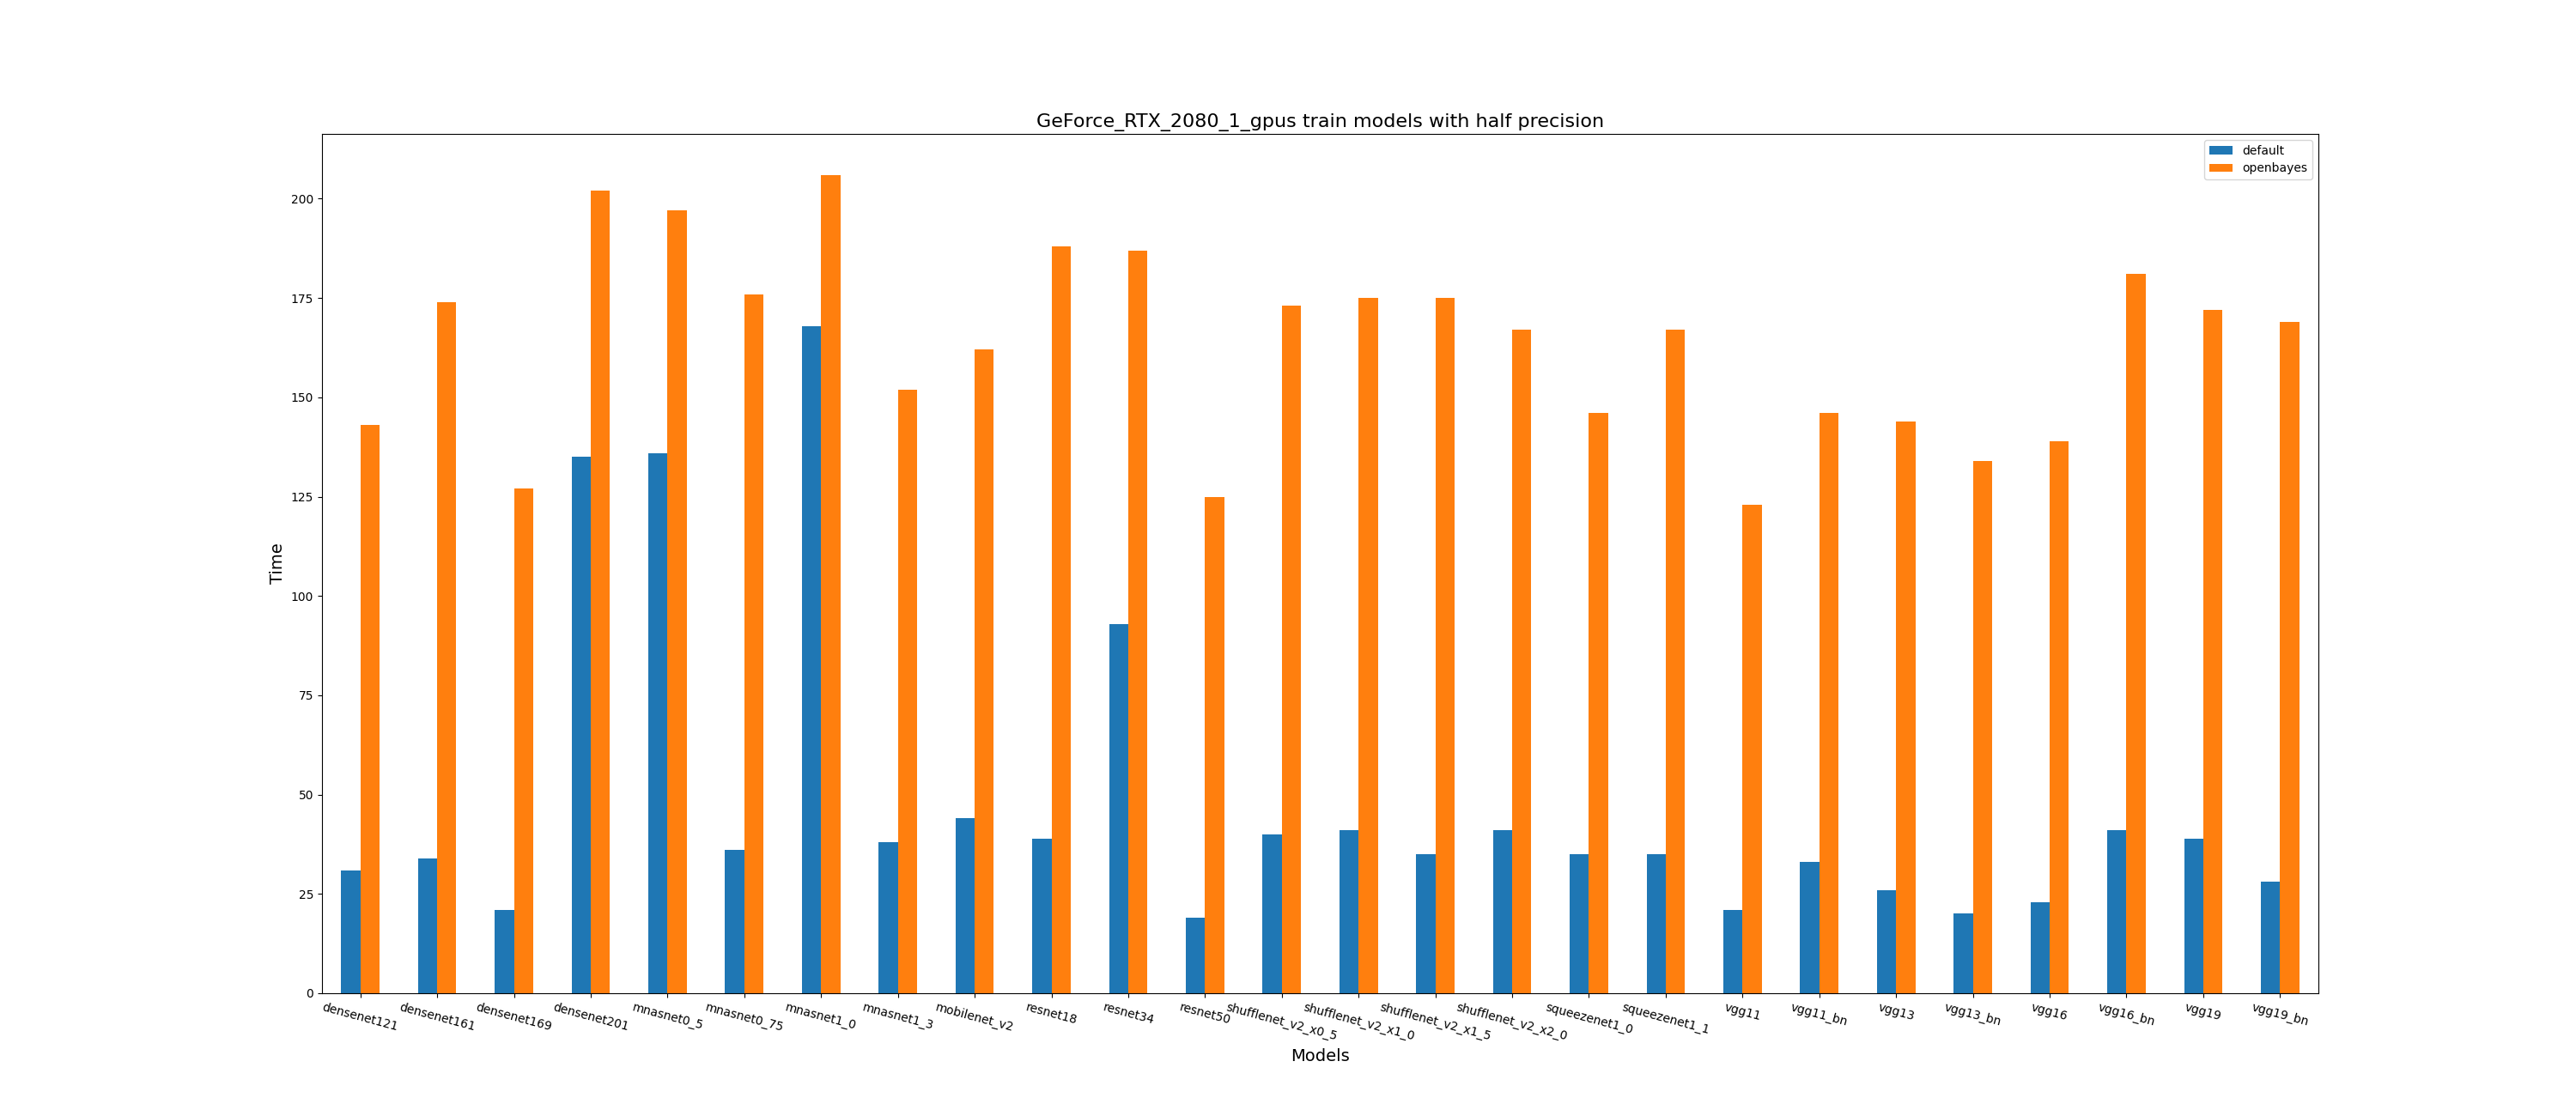 GeForce_RTX_2080_1_gpus train models with half precision
default
openbayes
200
175
150
125
100
75
50
25
0
Time
densenet121
densenet161
densenet169
densenet201
mnasnet0_5
mnasnet0_75
mnasnet1_0
mnasnet1_3
mobilenet_v2
resnet18
resnet34
resnet50
shufflenet_v2_x0_5
shufflenet_v2_x1_0
shufflenet_v2_x1_5
shufflenet_v2_x2_0
squeezenet1_0
squeezenet1_1
vgg11
vgg11_bn
vgg13
vgg13_bn
vgg16
vgg16_bn
vgg19
vgg19_bn
Models